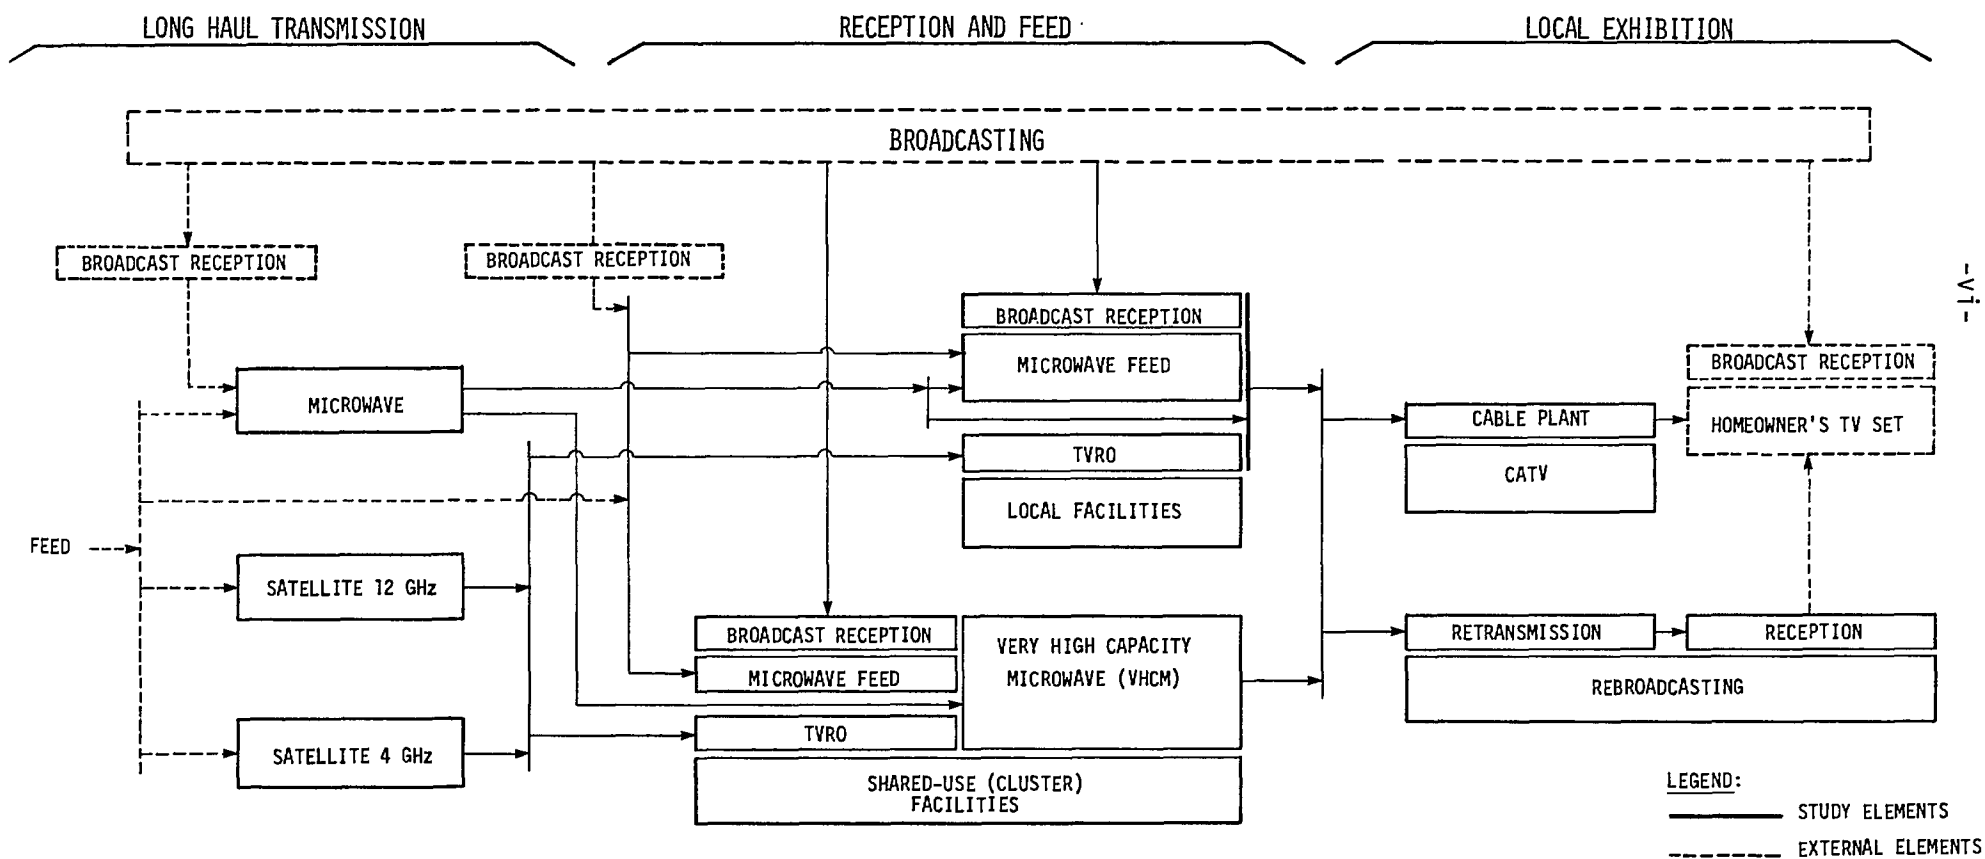 LONG HAUL TRANSMISSION
RECEPTION AND FEED
LOCAL EXHIBITION
BROADCASTING
BROADCAST RECEPTION
BROADCAST RECEPTION
-vi-
BROADCAST RECEPTION
MICROWAVE FEED
BROADCAST RECEPTION
MICROWAVE
CABLE PLANT
HOMEOWNER'S TV SET
TVRO
CATV
LOCAL FACILITIES
FEED
SATELLITE 12 GHz
BROADCAST RECEPTION
VERY HIGH CAPACITY
MICROWAVE (VHCM)
RETRANSMISSION
RECEPTION
MICROWAVE FEED
REBROADCASTING
TVRO
SATELLITE 4 GHz
SHARED-USE (CLUSTER)
FACILITIES
LEGEND:
STUDY ELEMENTS
EXTERNAL ELEMENTS